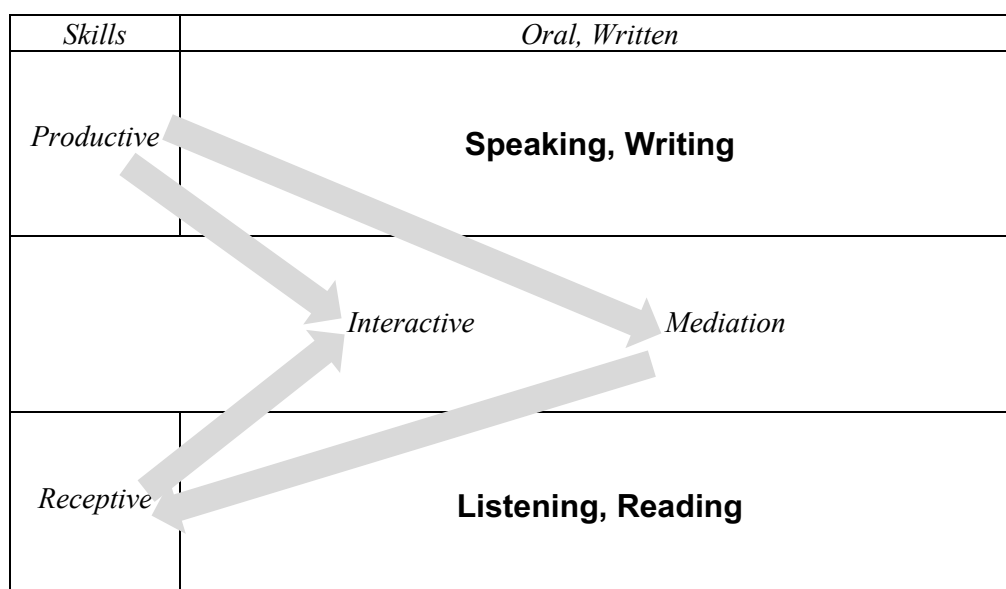 Skills Oral, Written
Productive Speaking, Writing
Interactive Mediation
Receptive Listening, Reading